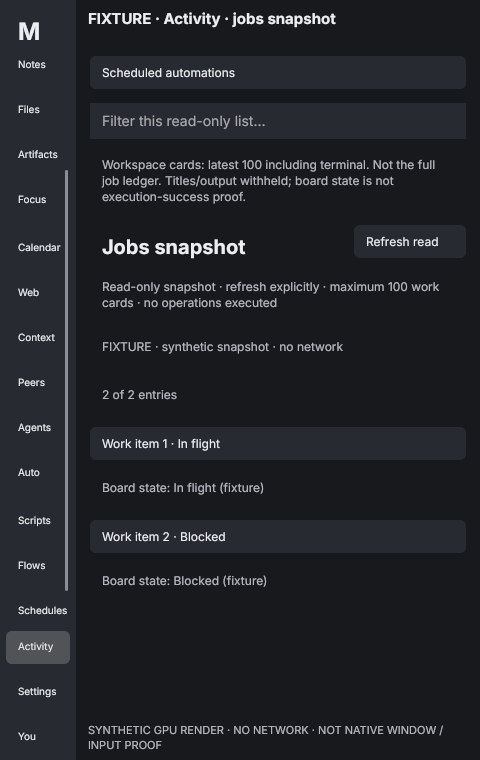 M
Notes
Files
Artifacts
Focus
Calendar
Web
Context
Peers
Agents
Auto
Scripts
Flows
Schedules
Activity
Settings
You
FIXTURE · Activity · jobs snapshot
Scheduled automations
Filter this read-only list...
Workspace cards: latest 100 including terminal. Not the full
job ledger. Titles/output withheld; board state is not
execution-success proof.
Jobs snapshot
Refresh read
Read-only snapshot · refresh explicitly · maximum 100 work
cards · no operations executed
FIXTURE · synthetic snapshot · no network
2 of 2 entries
Work item 1 · In flight
Board state: In flight (fixture)
Work item 2 · Blocked
Board state: Blocked (fixture)
SYNTHETIC GPU RENDER · NO NETWORK · NOT NATIVE WINDOW /
INPUT PROOF